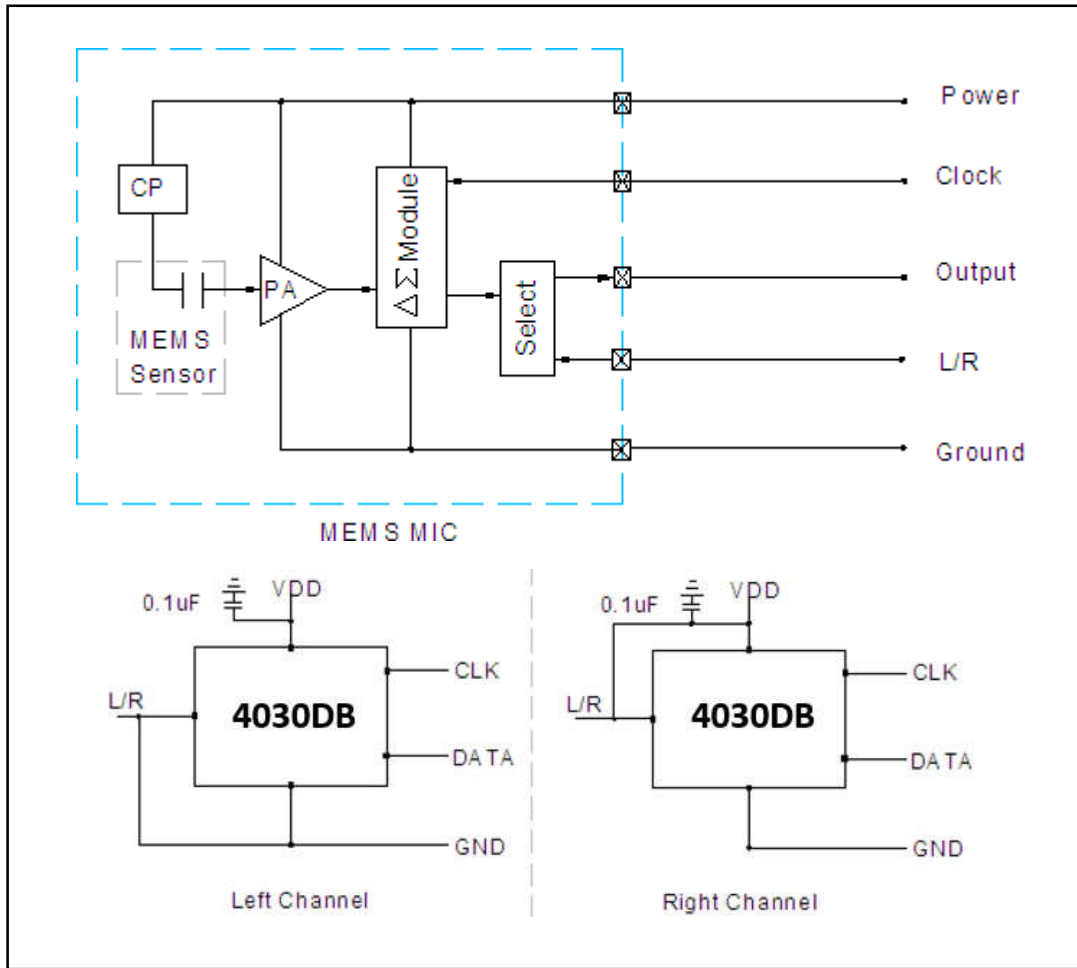 Power
CP
Clock
ΔΣ Module
PA
Output
Select
MEMS
Sensor
L/R
Ground
MEMS MIC
0.1uF
VDD
L/R
4030DB
CLK
DATA
GND
Left Channel
0.1uF
VDD
L/R
4030DB
CLK
DATA
GND
Right Channel